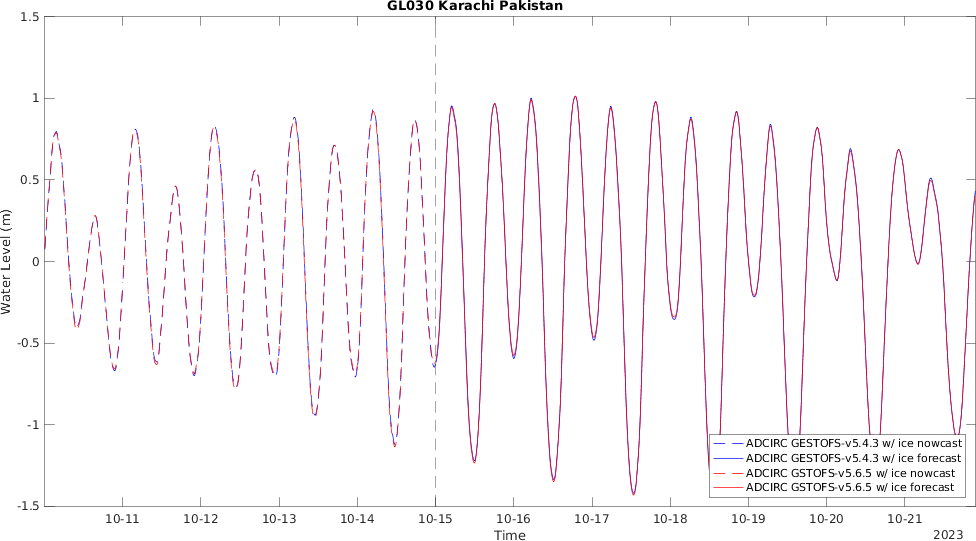 GL030 Karachi Pakistan
1.5
1
0.5
0
-0.5
-1
-1.5
Water Level (m)
10-11 10-12 10-13 10-14 10-15 10-16 10-17 10-18 10-19 10-20 10-21
Time
2023
ADCIRC GESTOFS-v5.4.3 w/ ice nowcast
ADCIRC GESTOFS-v5.4.3 w/ ice forecast
ADCIRC GSTOFS-v5.6.5 w/ ice nowcast
ADCIRC GSTOFS-v5.6.5 w/ ice forecast